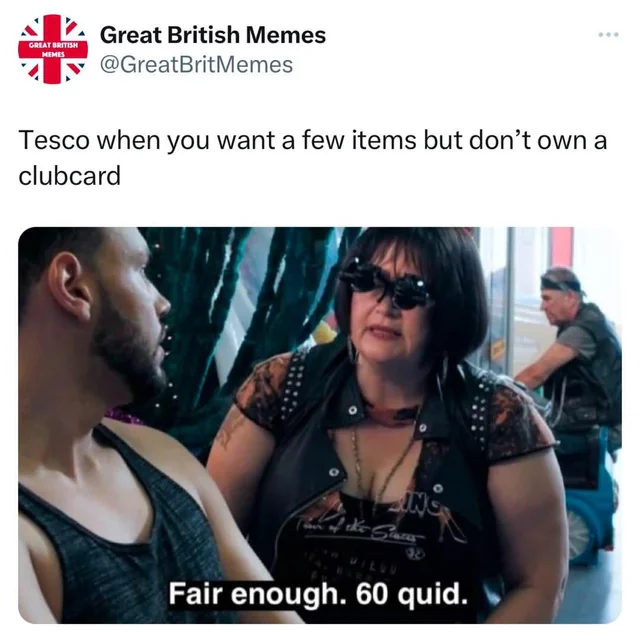 GREAT BRITISH
MEMES
Great British Memes
@GreatBritMemes
Tesco when you want a few items but don’t own a
clubcard
Fair enough. 60 quid.